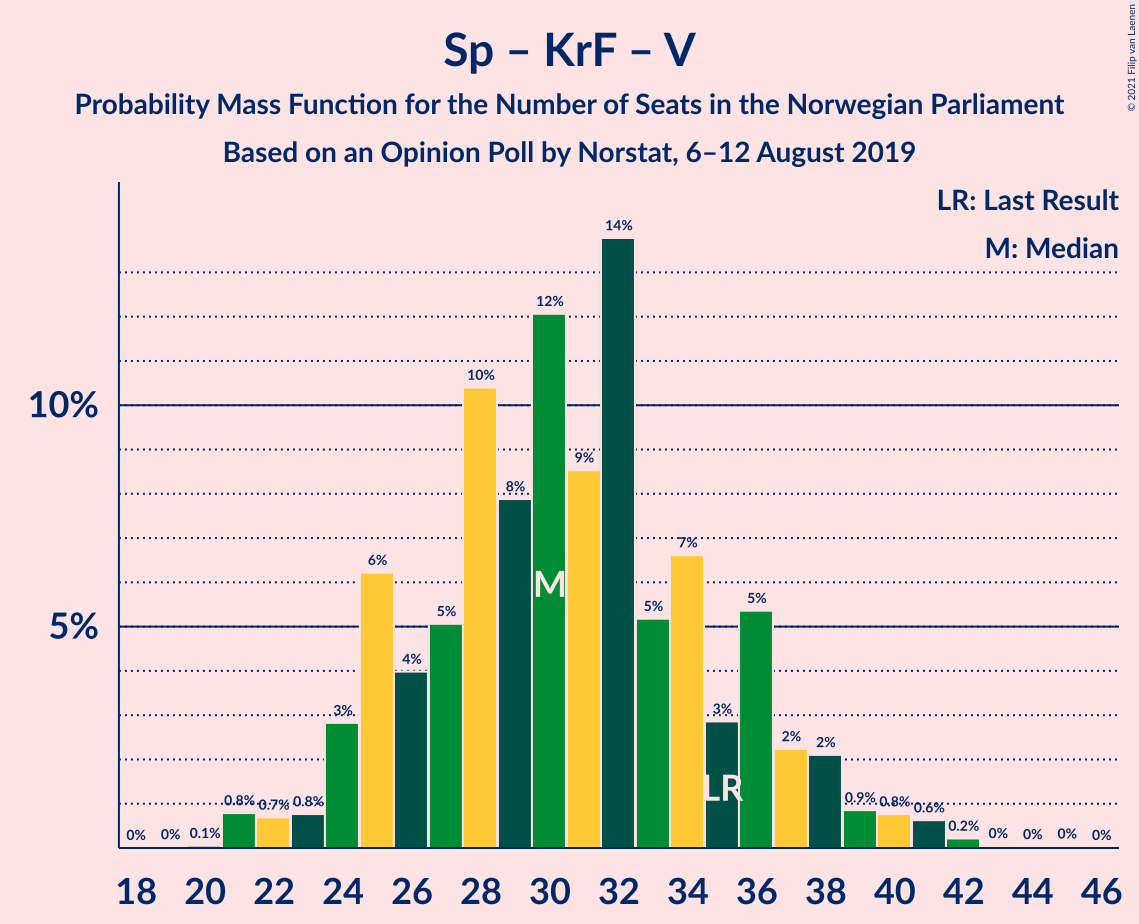 Sp – KrF – V
Probability Mass Function for the Number of Seats in the Norwegian Parliament
Based on an Opinion Poll by Norstat, 6–12 August 2019
© 2021 Filip van Laenen
LR: Last Result
M: Median
10%
5%
0% 0% 0.1% 0.8% 0.7% 0.8% 3% 6% 4% 5% 10% 8% 12% 9% 14% 5% 7% 3% 5% 2% 2% 0.9% 0.8% 0.6% 0.2% 0% 0% 0% 0%
M
LR
18 20 22 24 26 28 30 32 34 36 38 40 42 44 46